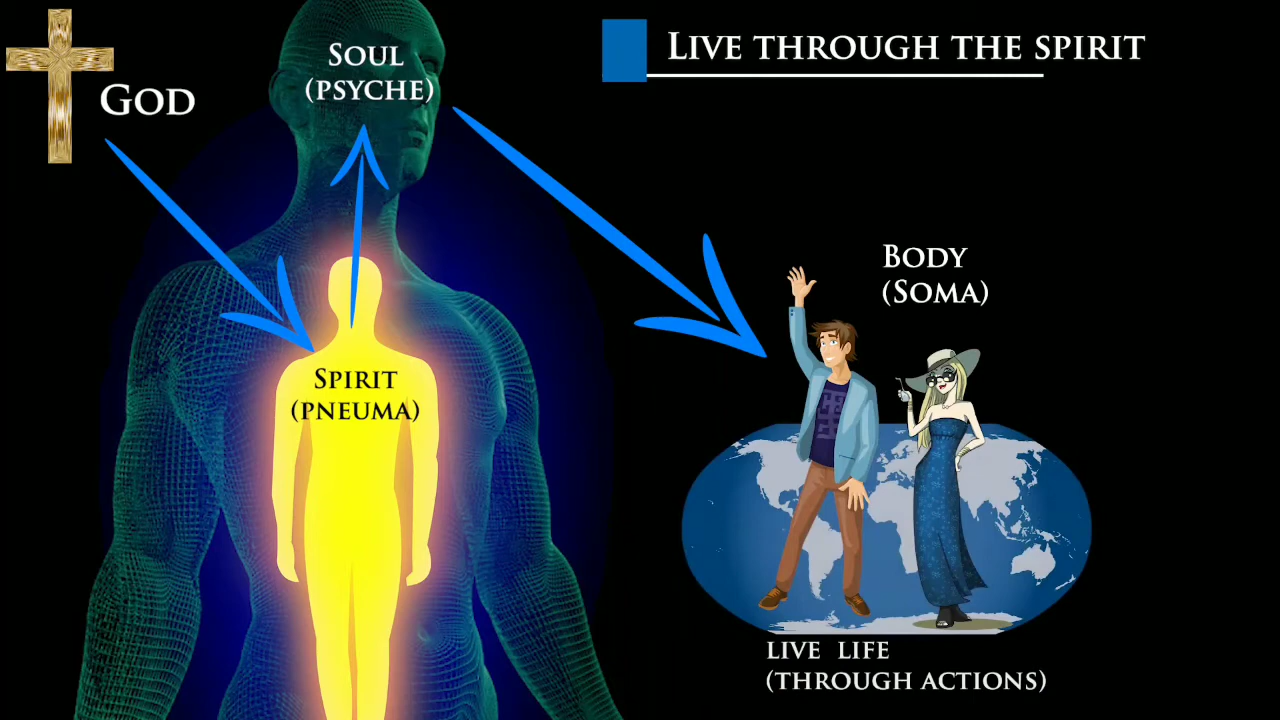 Live through the spirit
God
Soul
(psyche)
Spirit
(pneuma)
Body
(Soma)
live life
(through actions)